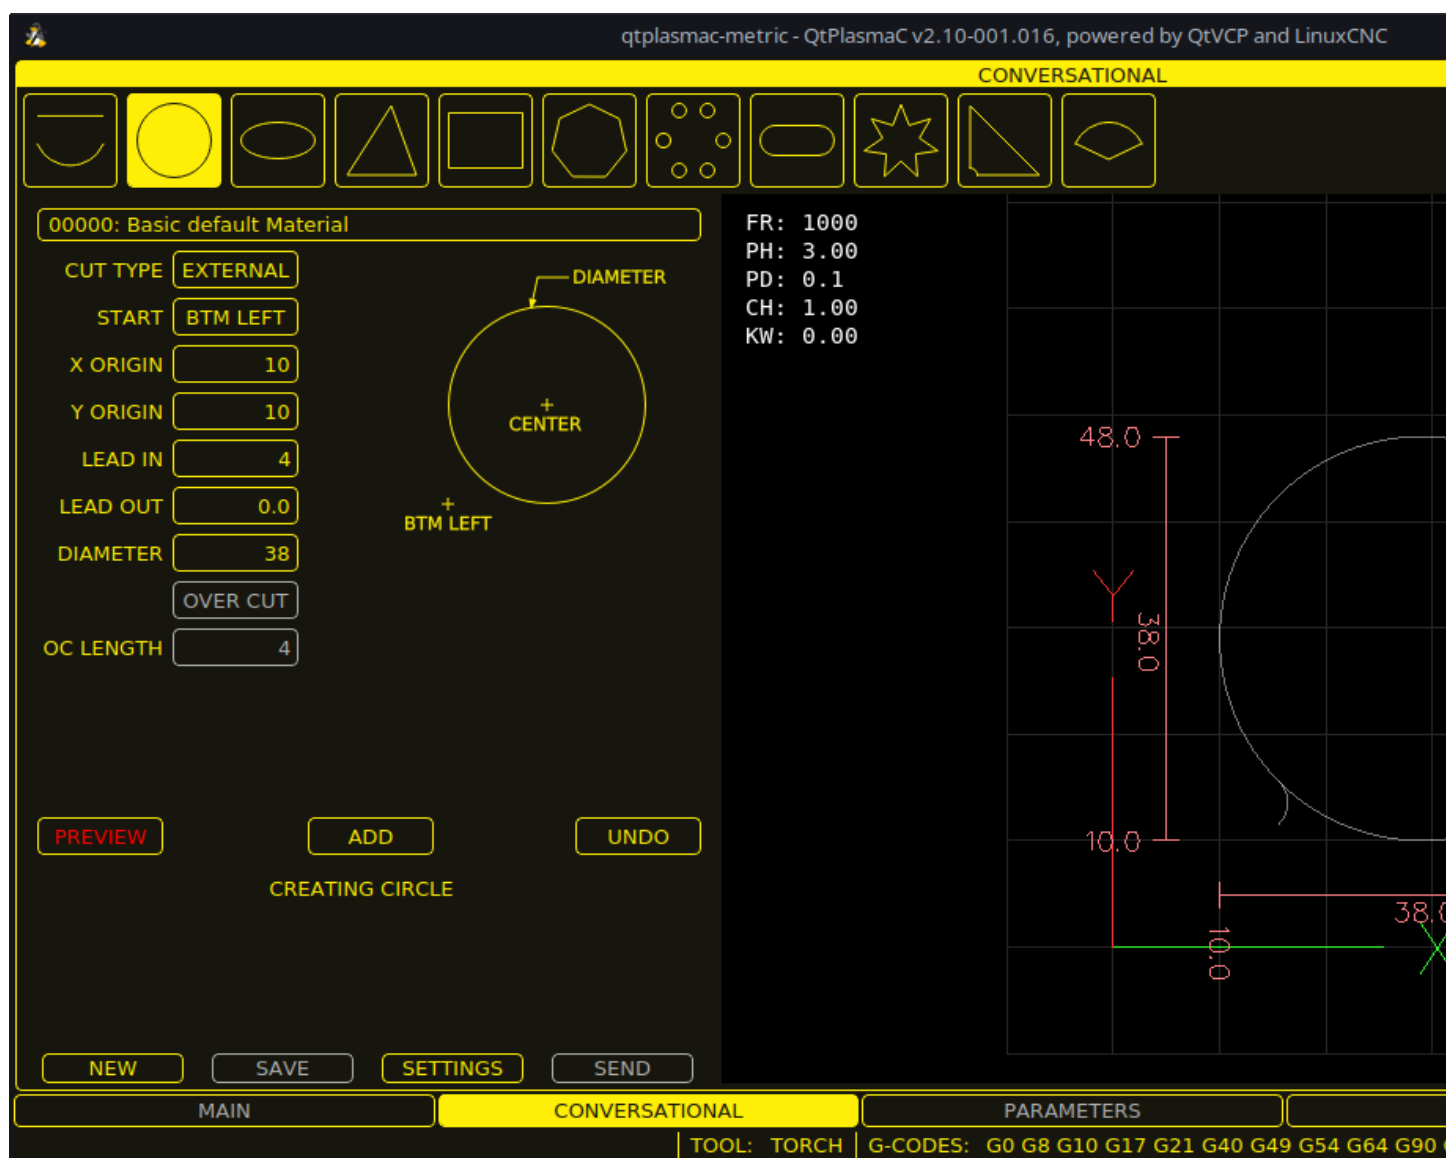 qtplasmac-metric - QtPlasmaC v2.10-001.016, powered by QtVCP and LinuxCNC
CONVERSATIONAL
00000: Basic default Material
CUT TYPE EXTERNAL
START BTM LEFT
X ORIGIN 10
Y ORIGIN 10
LEAD IN 4
LEAD OUT 0.0
DIAMETER 38
OVER CUT
OC LENGTH 4
DIAMETER
CENTER
BTM LEFT
PREVIEW ADD UNDO
CREATING CIRCLE
NEW SAVE SETTINGS SEND
FR: 1000
PH: 3.00
PD: 0.1
CH: 1.00
KW: 0.00
48.0
Y
38.0
10.0
38.0
10.0
X
MAIN CONVERSATIONAL PARAMETERS
TOOL: TORCH G-CODES: G0 G8 G10 G17 G21 G40 G49 G54 G64 G90